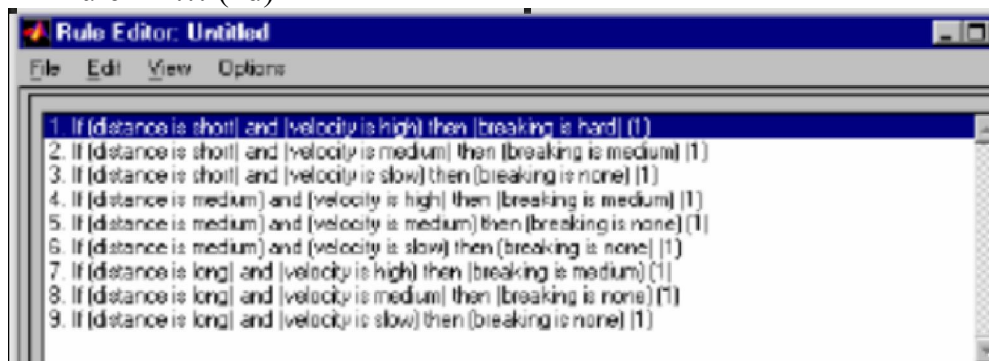 Rule Editor: Untitled
File Edit View Options
1. If (distance is short) and (velocity is high) then (breaking is hard) (1)
2. If (distance is short) and (velocity is medium) then (breaking is medium) (1)
3. If (distance is short) and (velocity is slow) then (breaking is none) (1)
4. If (distance is medium) and (velocity is high) then (breaking is medium) (1)
5. If (distance is medium) and (velocity is medium) then (breaking is none) (1)
6. If (distance is medium) and (velocity is slow) then (breaking is none) (1)
7. If (distance is long) and (velocity is high) then (breaking is medium) (1)
8. If (distance is long) and (velocity is medium) then (breaking is none) (1)
9. If (distance is long) and (velocity is slow) then (breaking is none) (1)